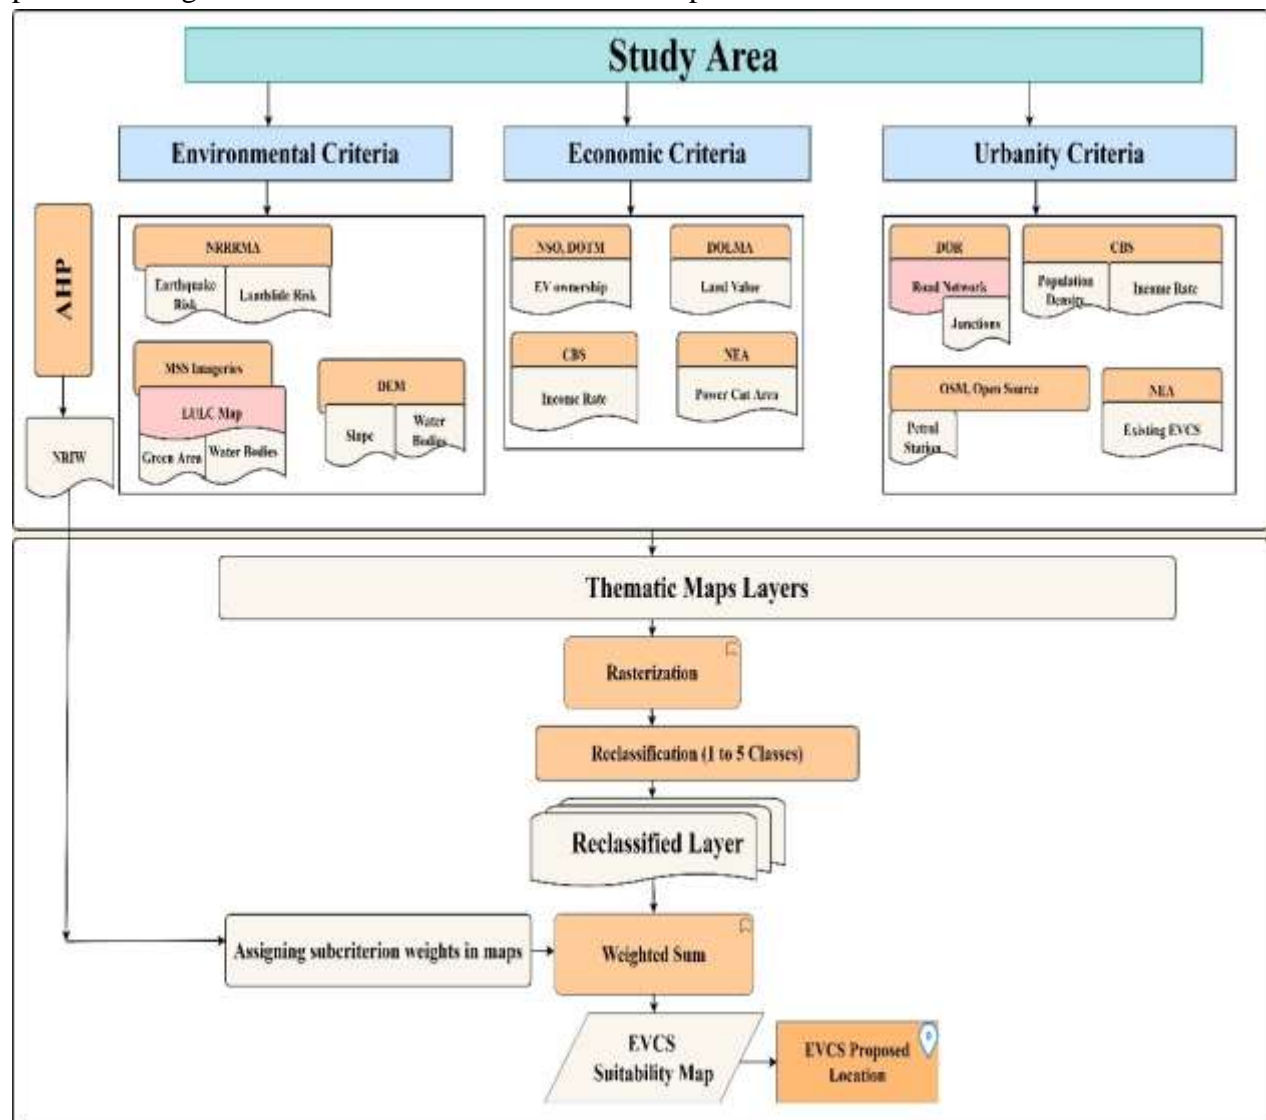 Study Area
Environmental Criteria
Economic Criteria
Urbanity Criteria
AHP
NRIW
NRRRMA
Earthquake
Risk
Landslide Risk
MSS Imageries
LULC Map
Green Area
Water Bodies
DEM
Slope
Water
Bodies
NSO, DOTM
EV ownership
DOLMA
Land Value
CBS
Income Rate
NEA
Power Cut Area
DOR
Road Network
Junctions
CBS
Population
Density
Income Rate
OSM, Open Source
Petrol
Station
NEA
Existing EVCS
Thematic Maps Layers
Rasterization
Reclassification (1 to 5 Classes)
Reclassified Layer
Assigning subcriterion weights in maps
Weighted Sum
EVCS
Suitability Map
EVCS Proposed
Location